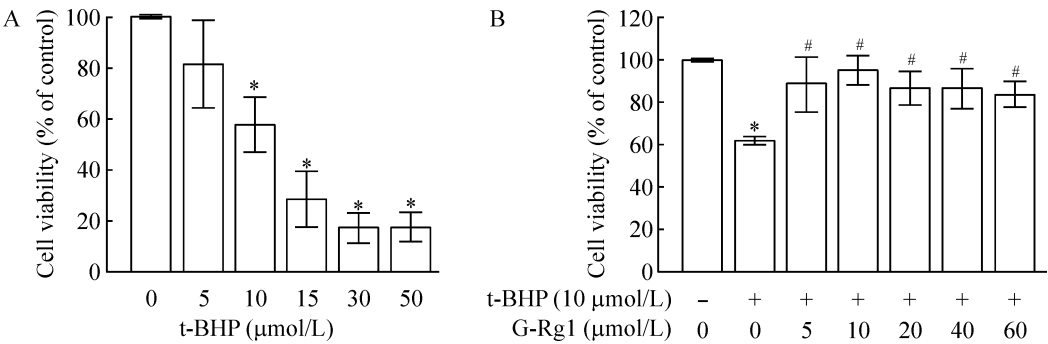 A
Cell viability (% of control)
100
80
60
40
20
0
*
*
*
*
0 5 10 15 30 50
t-BHP (μmol/L)
B
Cell viability (% of control)
120
100
80
60
40
20
0
*
#
#
#
#
#
t-BHP (10 μmol/L) – + + + + + +
G-Rg1 (μmol/L) 0 0 5 10 20 40 60